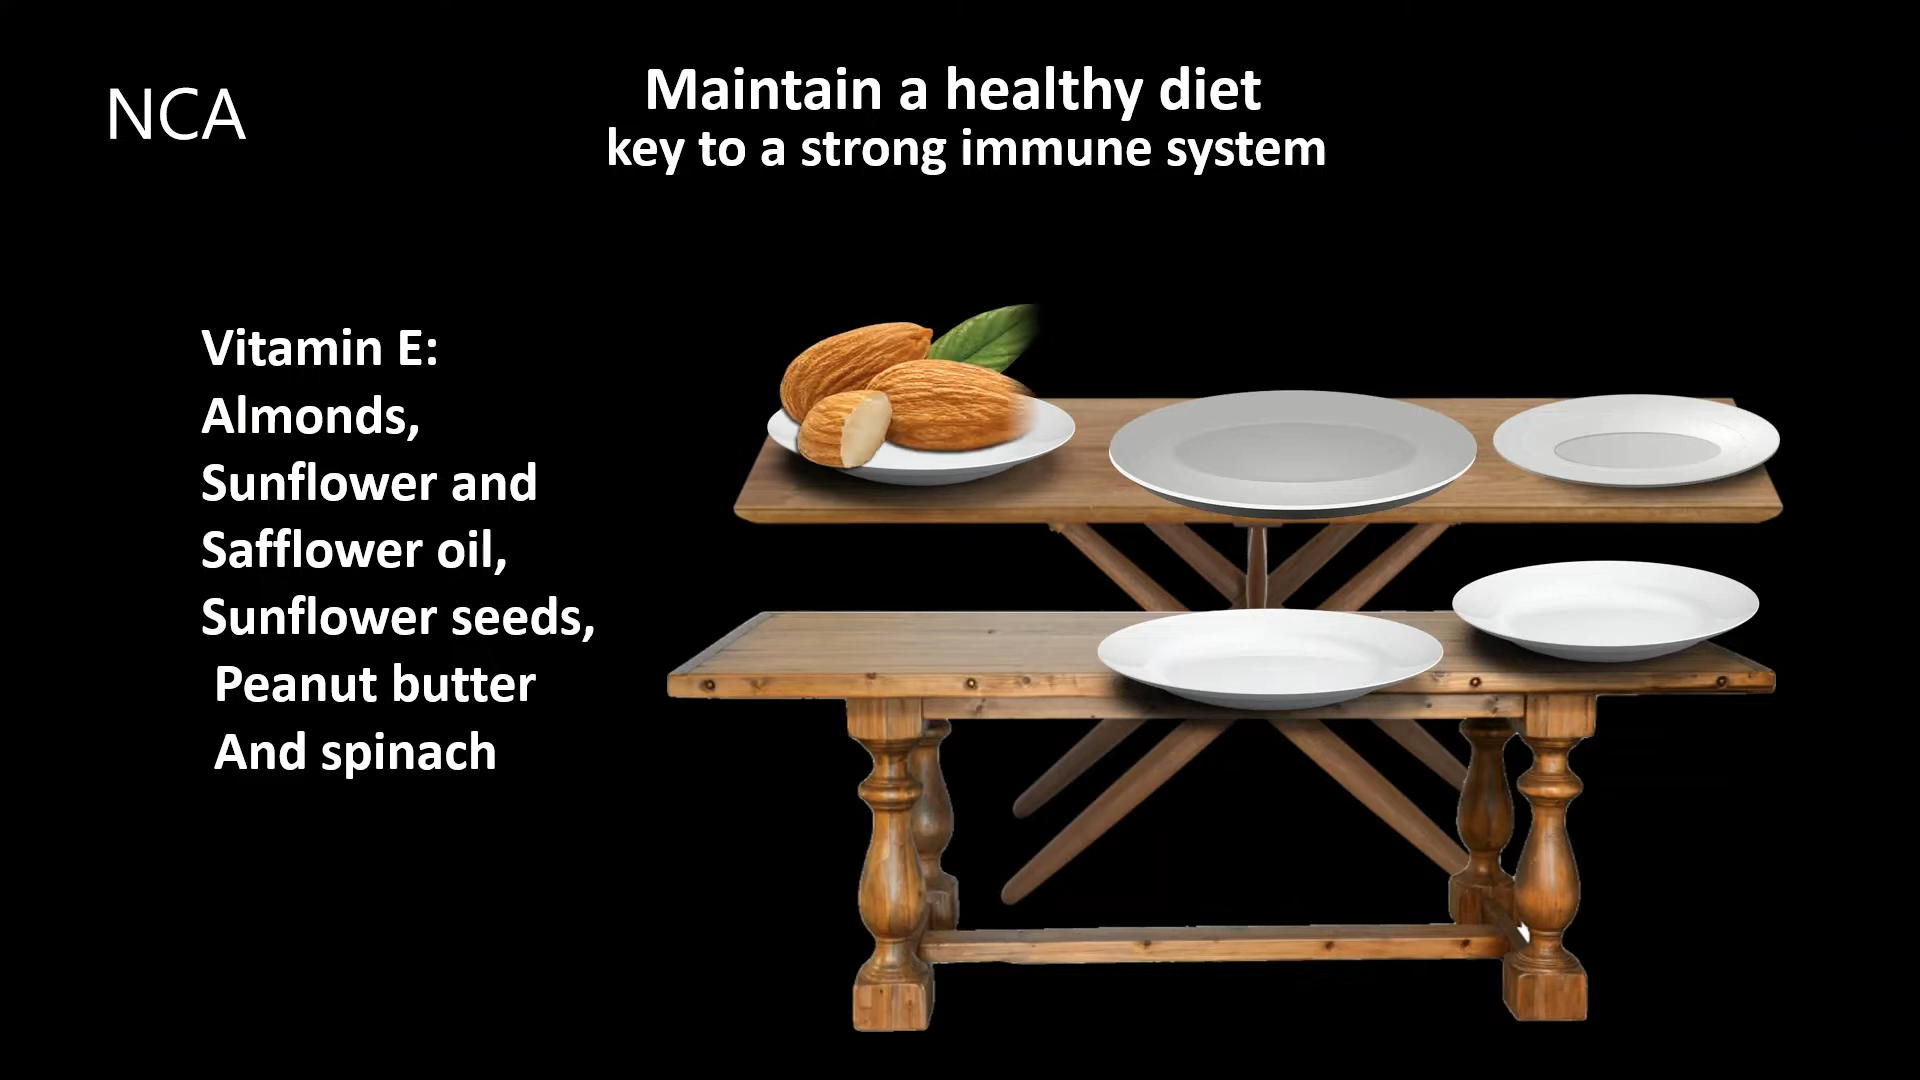 NCA
Maintain a healthy diet
key to a strong immune system
Vitamin E:
Almonds,
Sunflower and
Safflower oil,
Sunflower seeds,
Peanut butter
And spinach